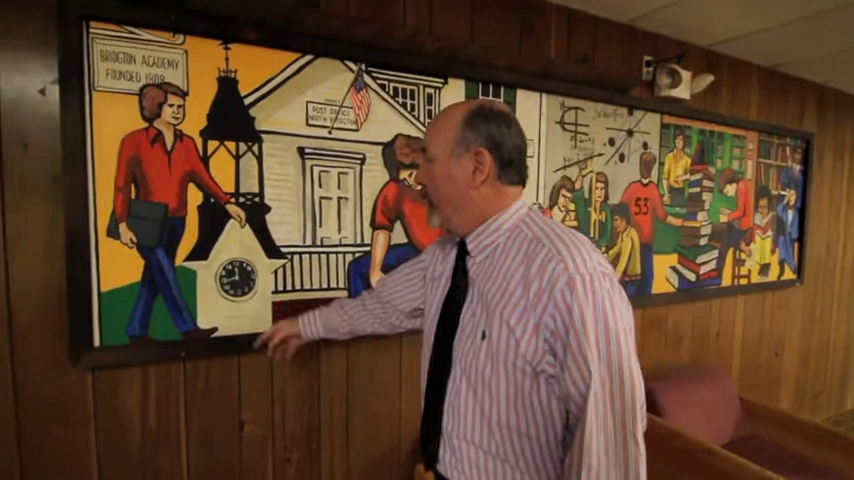 BRIDGTON ACADEMY
FOUNDED 1808
POST OFFICE
NORTH BRIDGTON
53